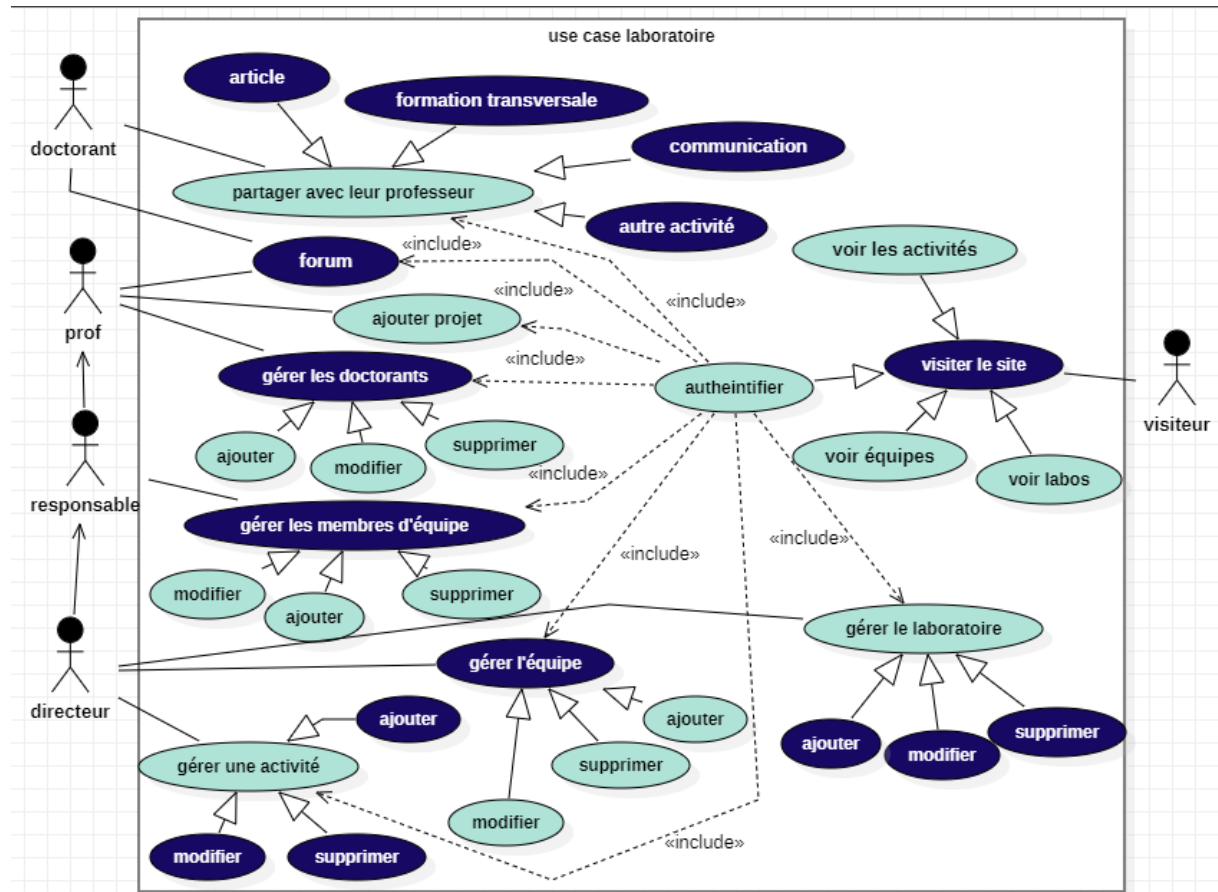 use case laboratoire
article
formation transversale
doctorant
communication
partager avec leur professeur
autre activité
forum
«include»
voir les activités
«include»
«include»
prof
ajouter projet
«include»
gérer les doctorants
autheintifier
visiter le site
visiteur
ajouter
modifier
supprimer
voir équipes
voir labos
«include»
responsable
gérer les membres d'équipe
«include»
«include»
modifier
ajouter
supprimer
gérer le laboratoire
gérer l'équipe
directeur
ajouter
ajouter
ajouter
modifier
supprimer
gérer une activité
supprimer
modifier
«include»
modifier
supprimer